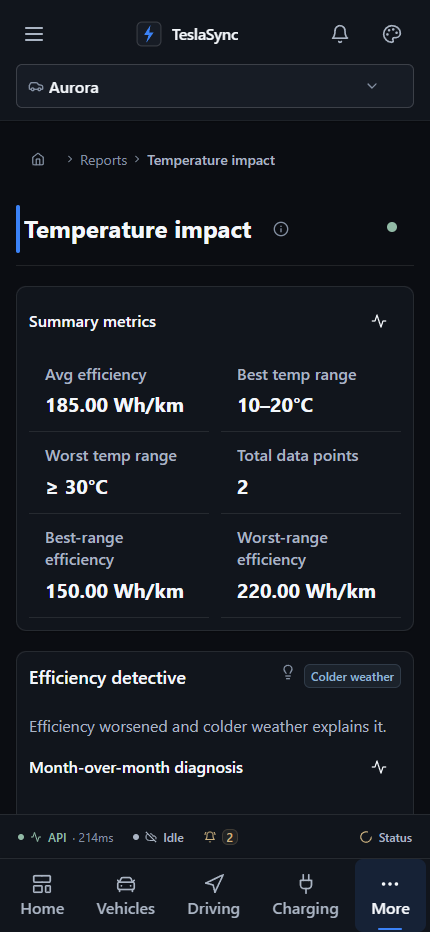 TeslaSync
Aurora
Reports
Temperature impact
Temperature impact
Summary metrics
Avg efficiency
Best temp range
185.00 Wh/km
10–20°C
Worst temp range
Total data points
≥ 30°C
2
Best-range
efficiency
Worst-range
efficiency
150.00 Wh/km
220.00 Wh/km
Efficiency detective
Colder weather
Efficiency worsened and colder weather explains it.
Month-over-month diagnosis
API · 214ms
Idle
2
Status
Home
Vehicles
Driving
Charging
More